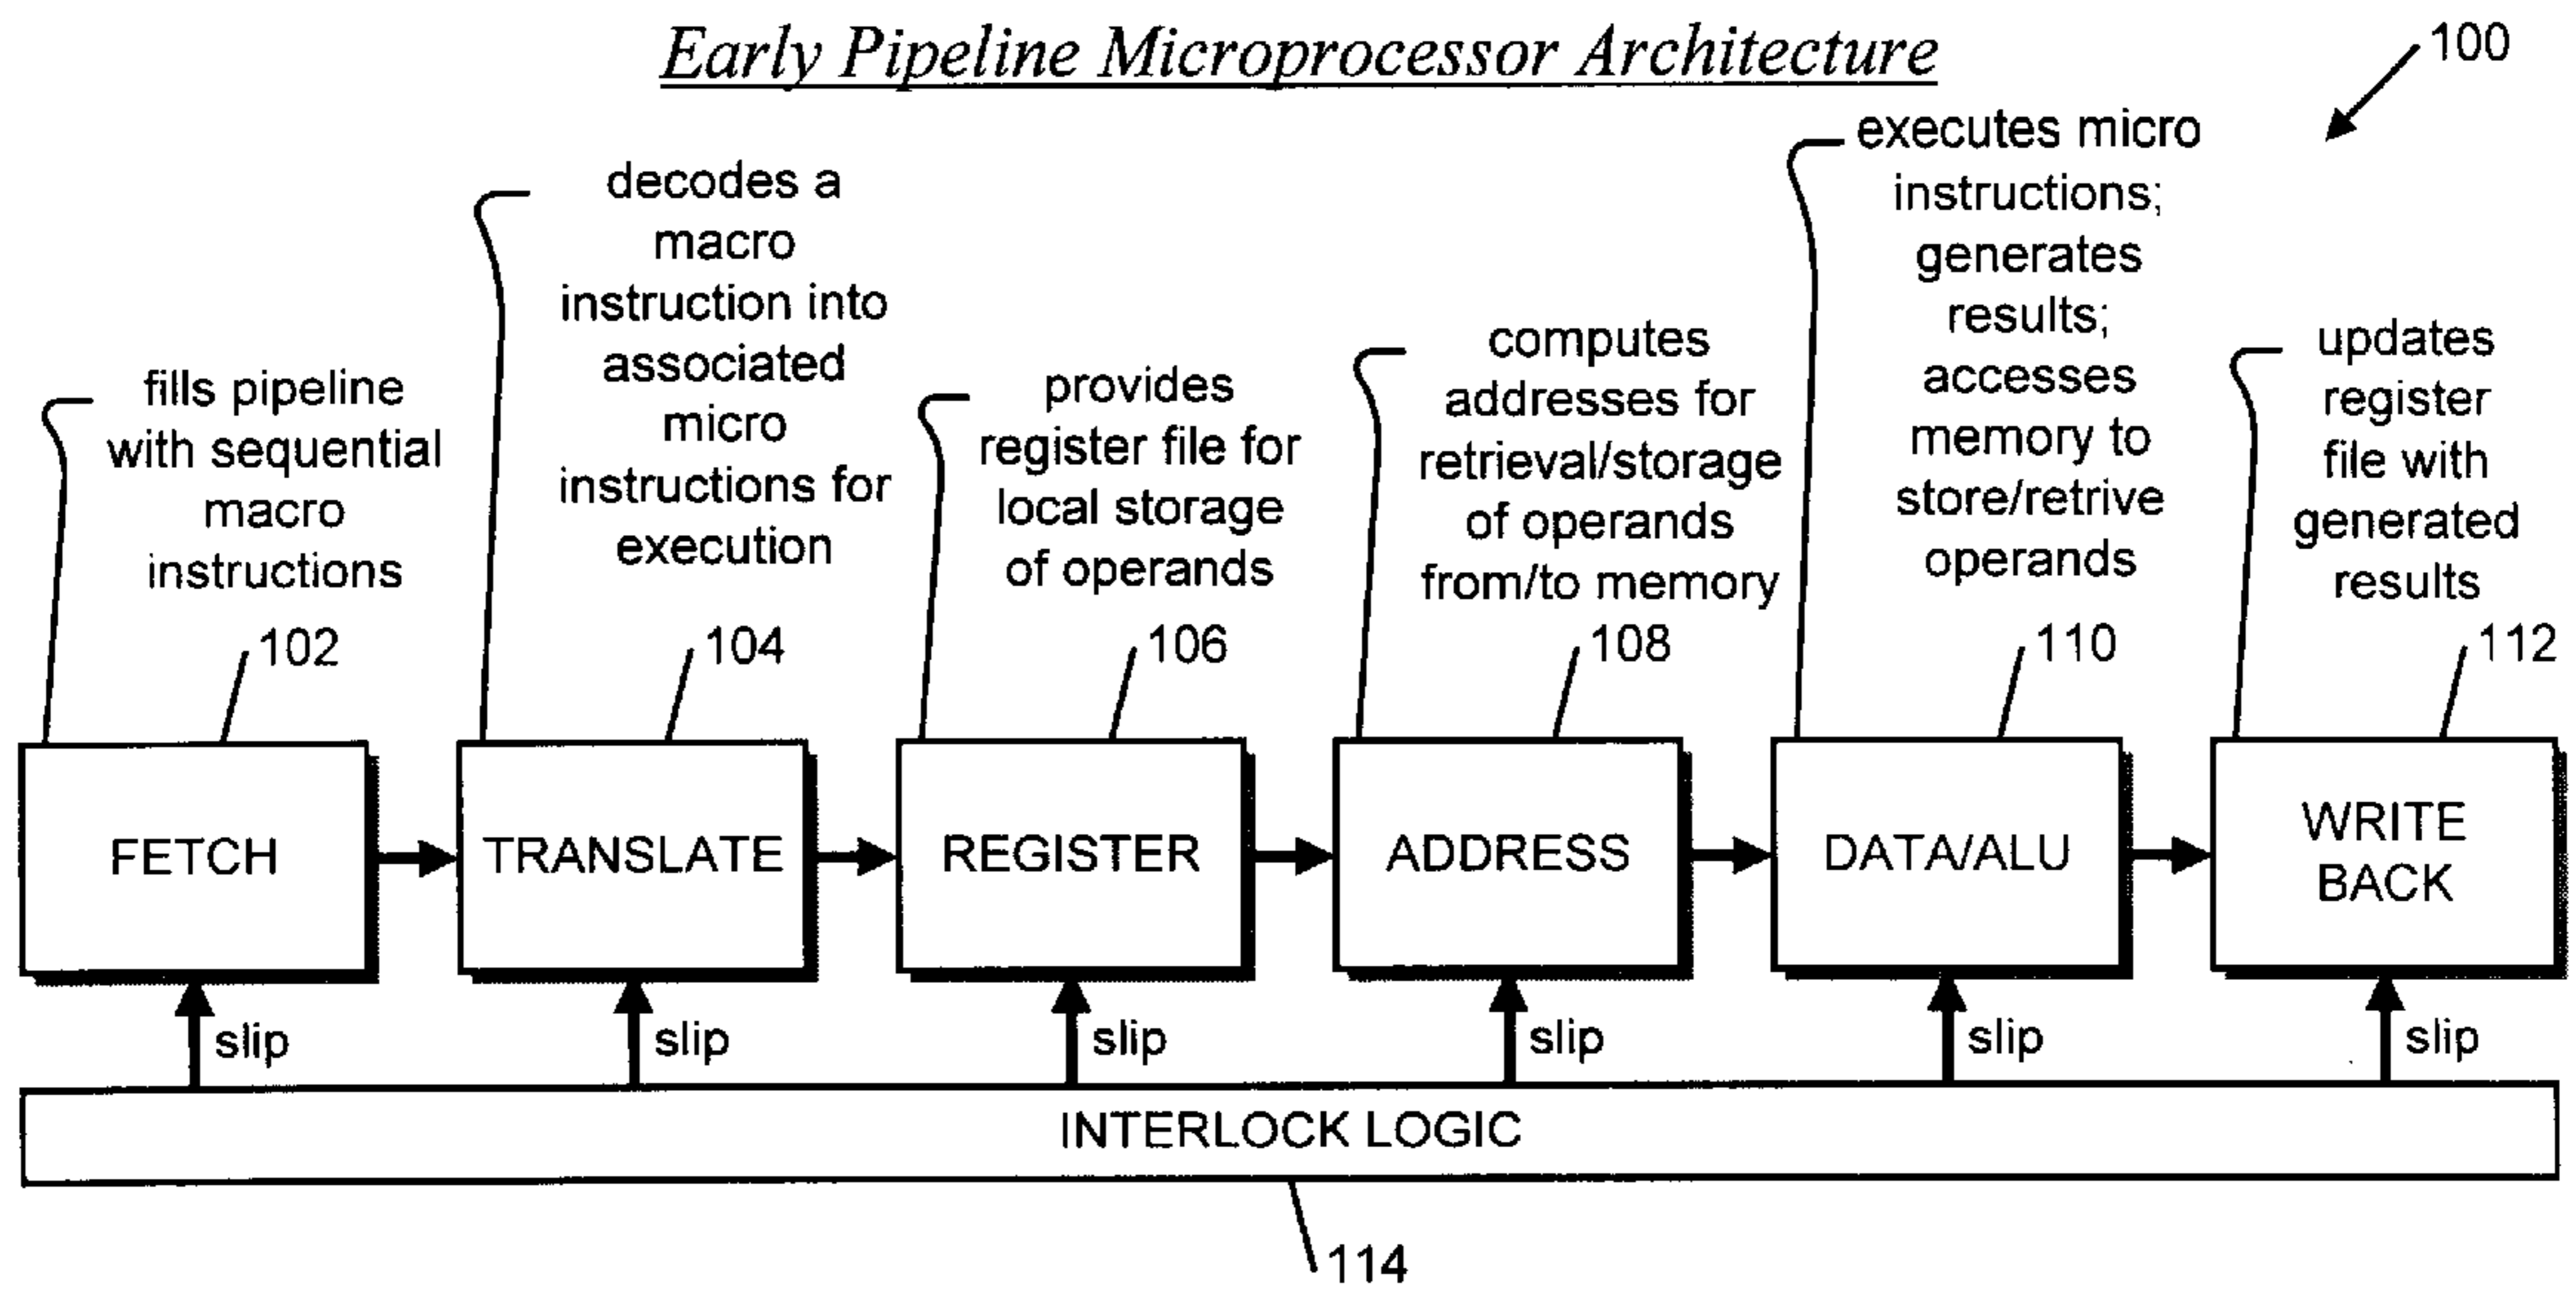 Early Pipeline Microprocessor Architecture
100
fills pipeline
with sequential
macro
instructions
102
decodes a
macro
instruction into
associated
micro
instructions for
execution
104
provides
register file for
local storage
of operands
106
computes
addresses for
retrieval/storage
of operands
from/to memory
108
executes micro
instructions;
generates
results;
accesses
memory to
store/retrive
operands
110
updates
register
file with
generated
results
112
FETCH
TRANSLATE
REGISTER
ADDRESS
DATA/ALU
WRITE
BACK
slip
slip
slip
slip
slip
slip
INTERLOCK LOGIC
114